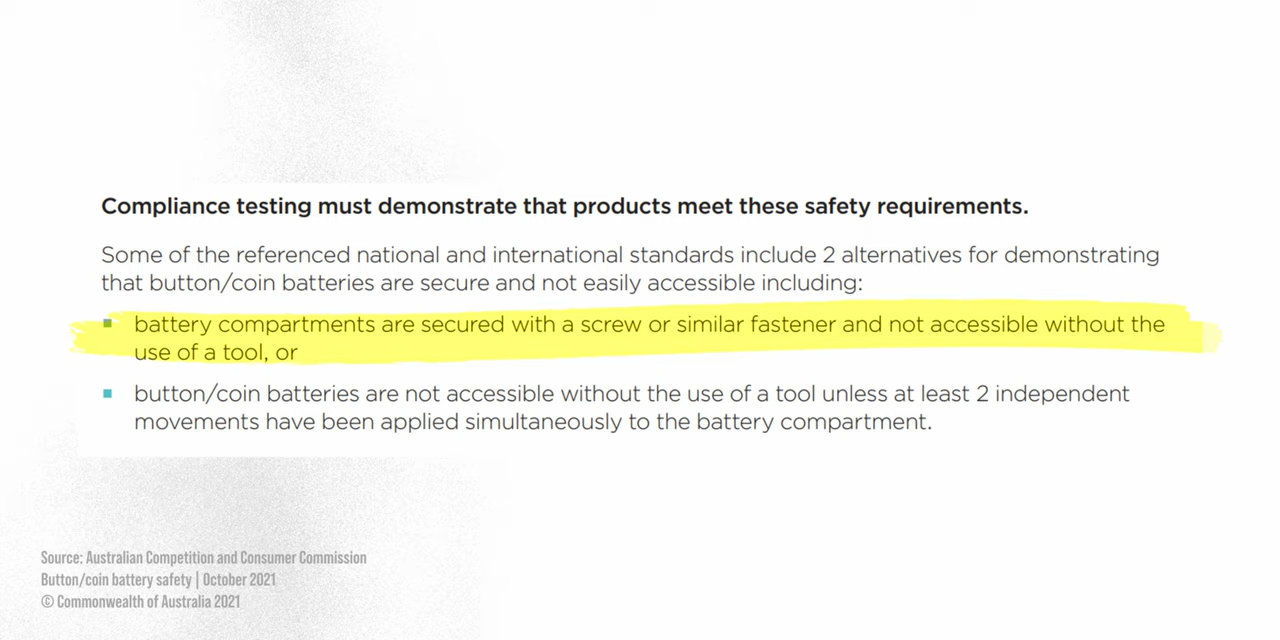 Compliance testing must demonstrate that products meet these safety requirements.
Some of the referenced national and international standards include 2 alternatives for demonstrating
that button/coin batteries are secure and not easily accessible including:
battery compartments are secured with a screw or similar fastener and not accessible without the
use of a tool, or
button/coin batteries are not accessible without the use of a tool unless at least 2 independent
movements have been applied simultaneously to the battery compartment.
Source: Australian Competition and Consumer Commission
Button/coin battery safety | October 2021
© Commonwealth of Australia 2021